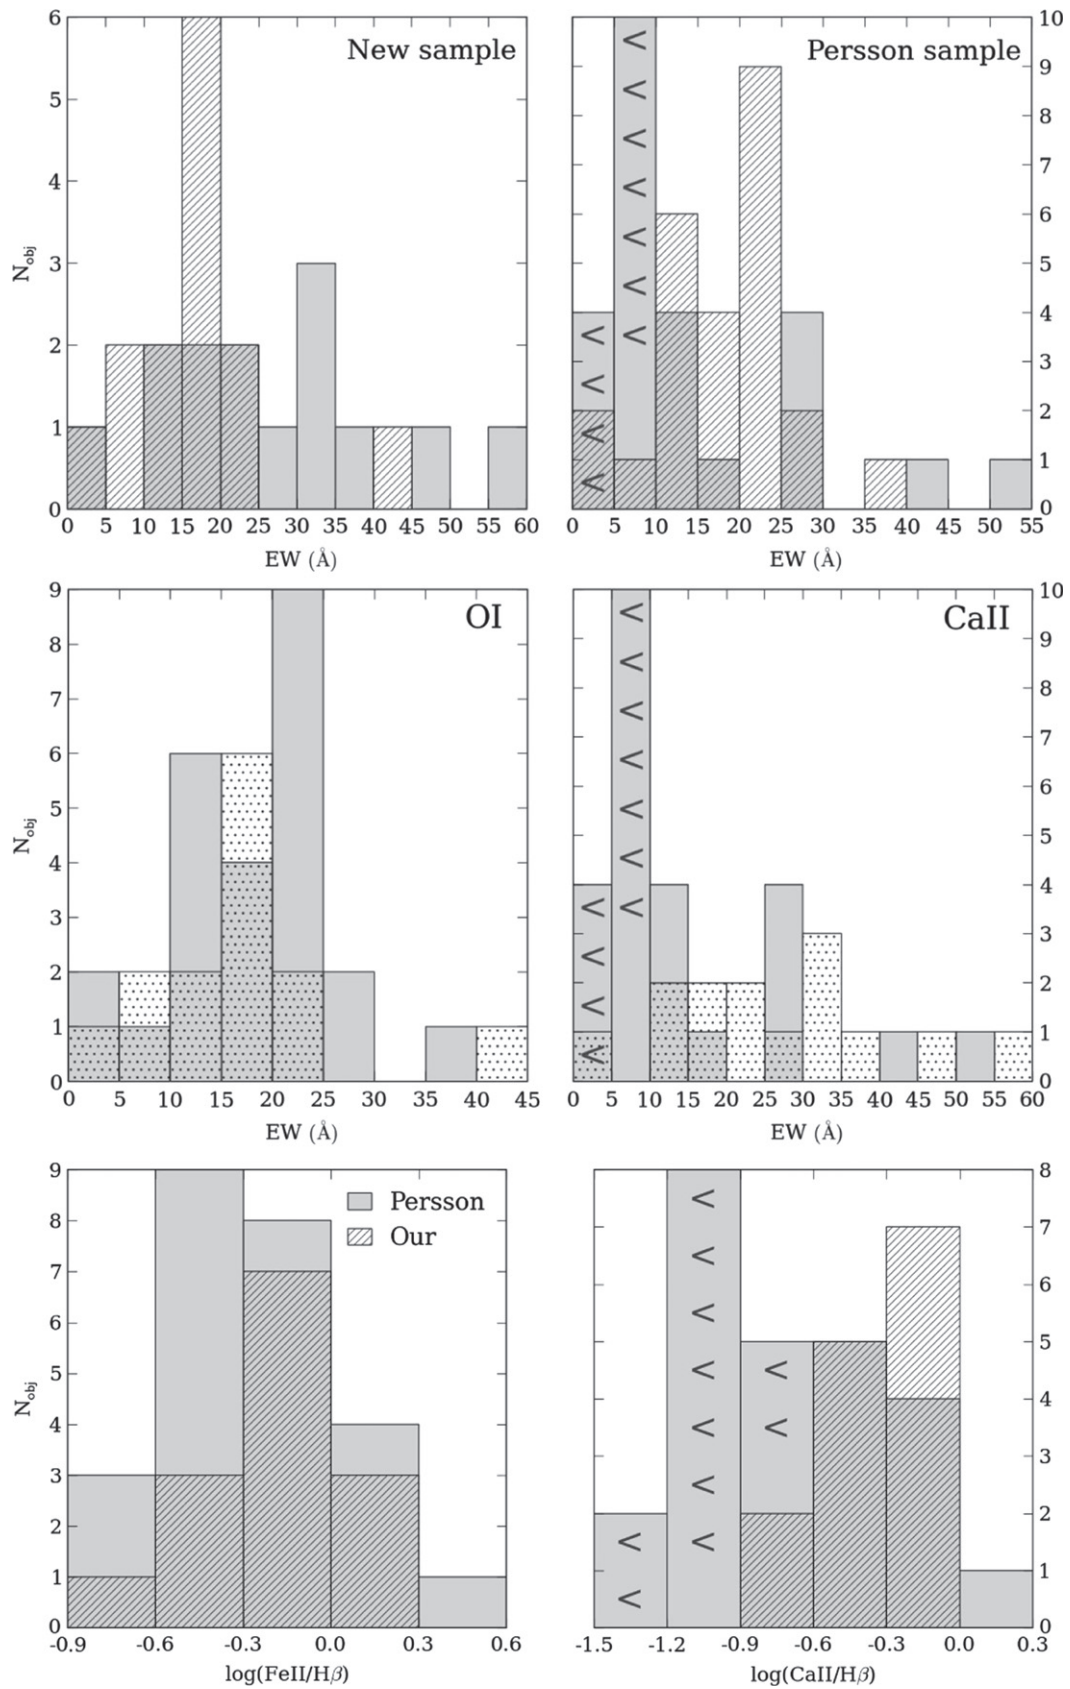 New sample
6
5
4
3
2
1
0
N_obj
0 5 10 15 20 25 30 35 40 45 50 55 60
EW (Å)
Persson sample
10
9
8
7
6
5
4
3
2
1
0
< < < < < < <
< < < <
0 5 10 15 20 25 30 35 40 45 50 55
EW (Å)
OI
9
8
7
6
5
4
3
2
1
0
N_obj
0 5 10 15 20 25 30 35 40 45
EW (Å)
CaII
10
9
8
7
6
5
4
3
2
1
0
< < < < < < <
< < < <
0 5 10 15 20 25 30 35 40 45 50 55 60
EW (Å)
Persson
Our
9
8
7
6
5
4
3
2
1
0
N_obj
-0.9 -0.6 -0.3 0.0 0.3 0.6
log(FeII/Hβ)
8
7
6
5
4
3
2
1
0
< < < < < < <
< <
< <
-1.5 -1.2 -0.9 -0.6 -0.3 0.0 0.3
log(CaII/Hβ)